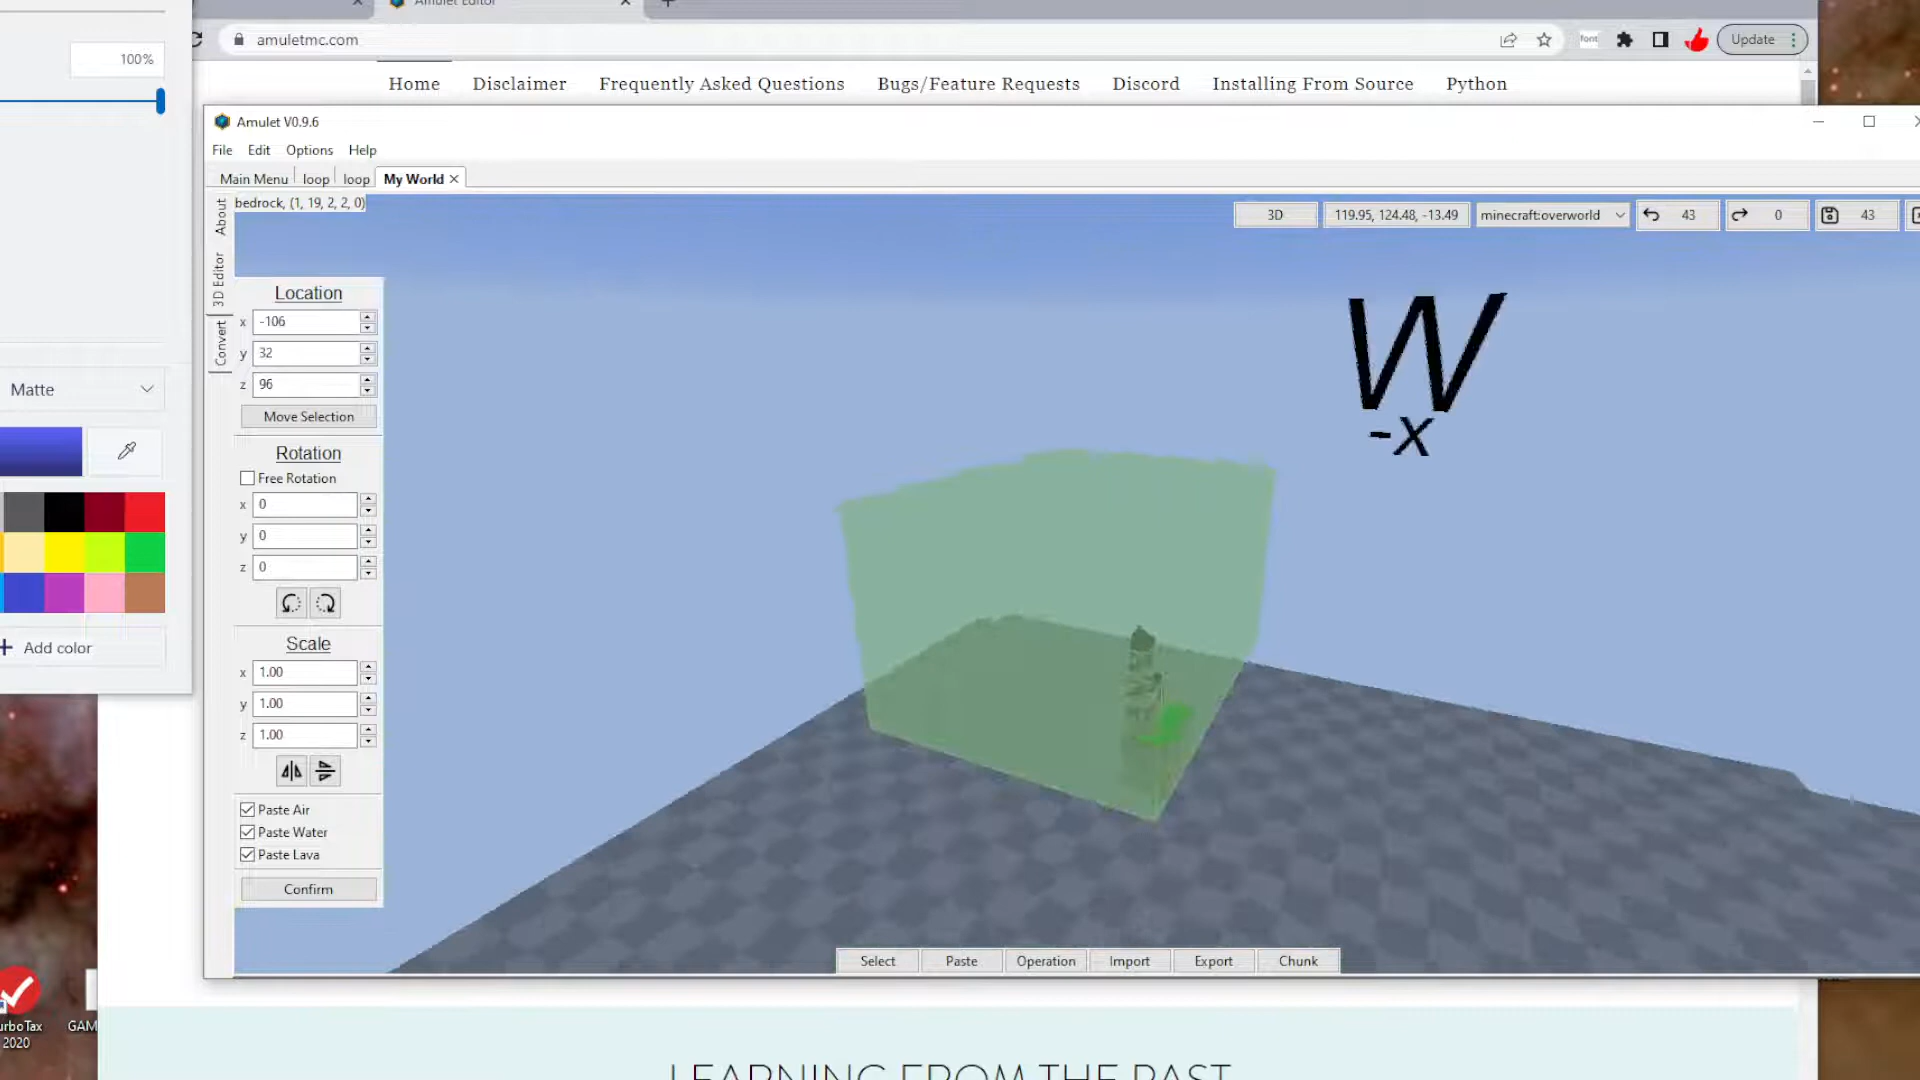 Amulet Editor
100%
amuletmc.com
font
Update
Home Disclaimer Frequently Asked Questions Bugs/Feature Requests Discord Installing From Source Python
Amulet V0.9.6
File Edit Options Help
Main Menu loop loop My World
About
3D Editor
Convert
bedrock, (1, 19, 2, 2, 0)
3D 119.95, 124.48, -13.49 minecraft:overworld 43 0 43
Location
x -106
y 32
z 96
Move Selection
Rotation
Free Rotation
x 0
y 0
z 0
Scale
x 1.00
y 1.00
z 1.00
Paste Air
Paste Water
Paste Lava
Confirm
W
-x
Matte
Add color
Select Paste Operation Import Export Chunk
urboTax
2020
GAM
LEARNING FROM THE PAST